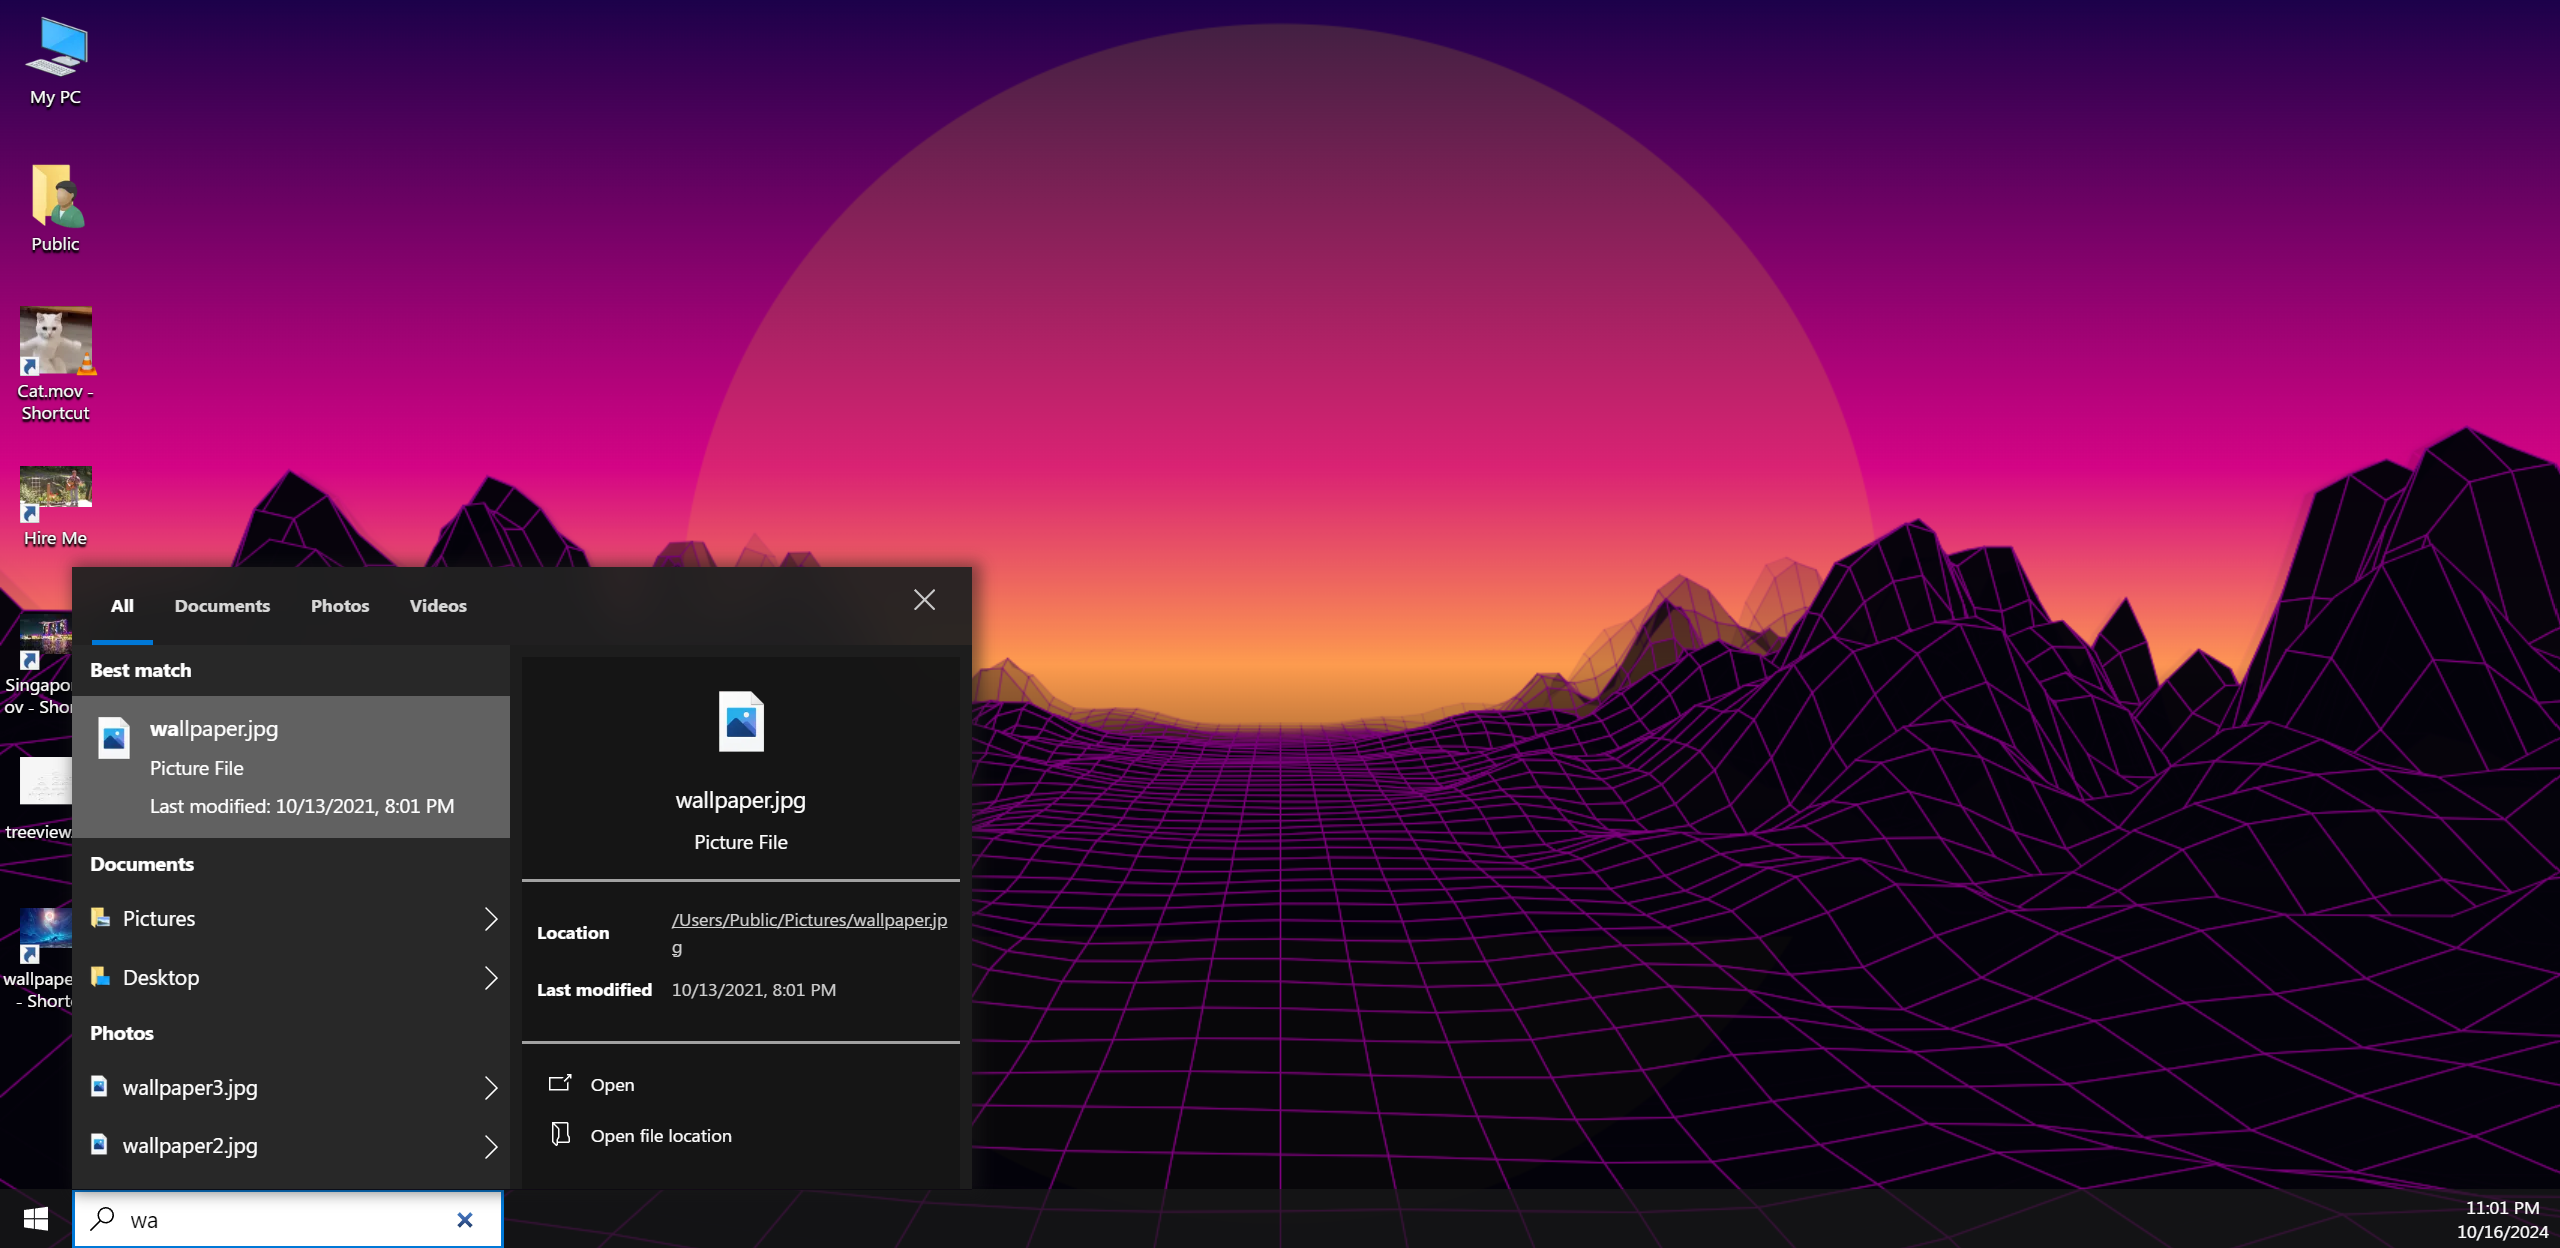 My PC
Public
Cat.mov -
Shortcut
Hire Me
Singapor
ov - Shor
treeview.
wallpape
- Short
All
Documents
Photos
Videos
Best match
wallpaper.jpg
Picture File
Last modified: 10/13/2021, 8:01 PM
Documents
Pictures
Desktop
Photos
wallpaper3.jpg
wallpaper2.jpg
wallpaper.jpg
Picture File
Location
/Users/Public/Pictures/wallpaper.jp
g
Last modified
10/13/2021, 8:01 PM
Open
Open file location
wa
11:01 PM
10/16/2024